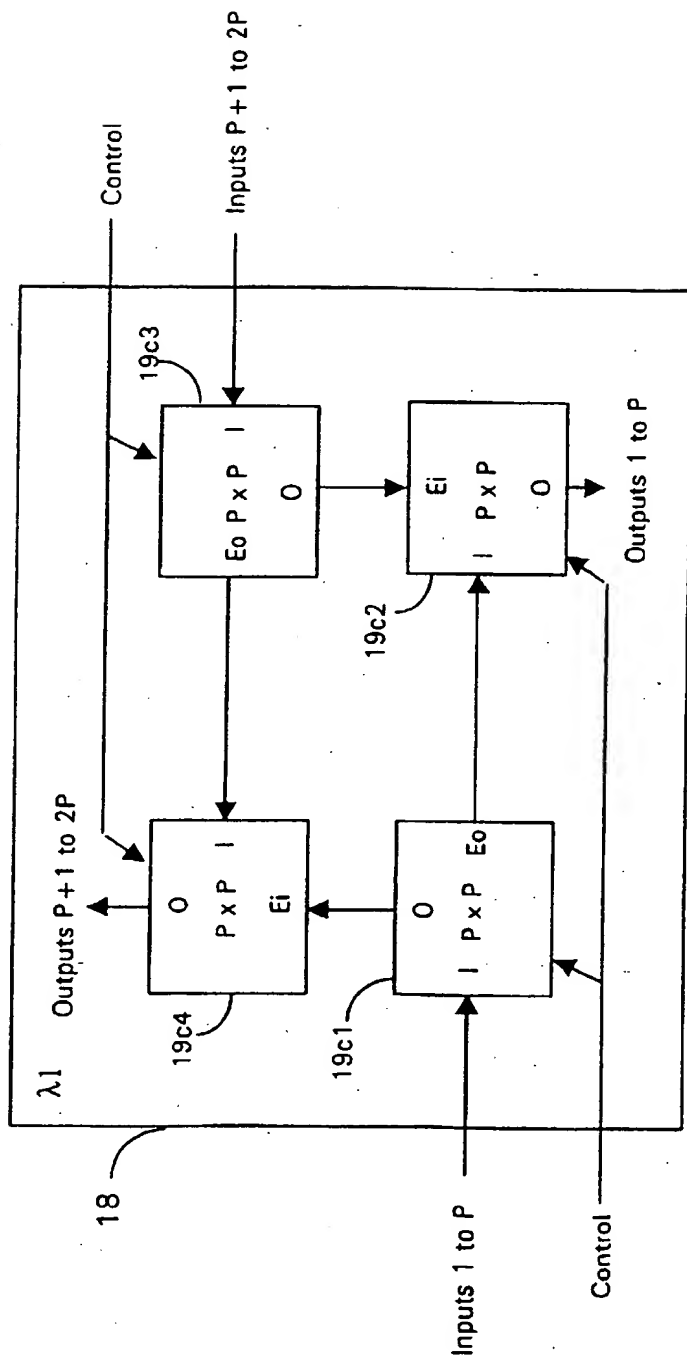 18
λ1
Outputs P+1 to 2P
Control
Inputs P+1 to 2P
19c4
O
P x P I
Ei
19c3
Eo P x P I
O
19c1
O
I P x P Eo
19c2
Ei
I P x P
O
Inputs 1 to P
Control
Outputs 1 to P